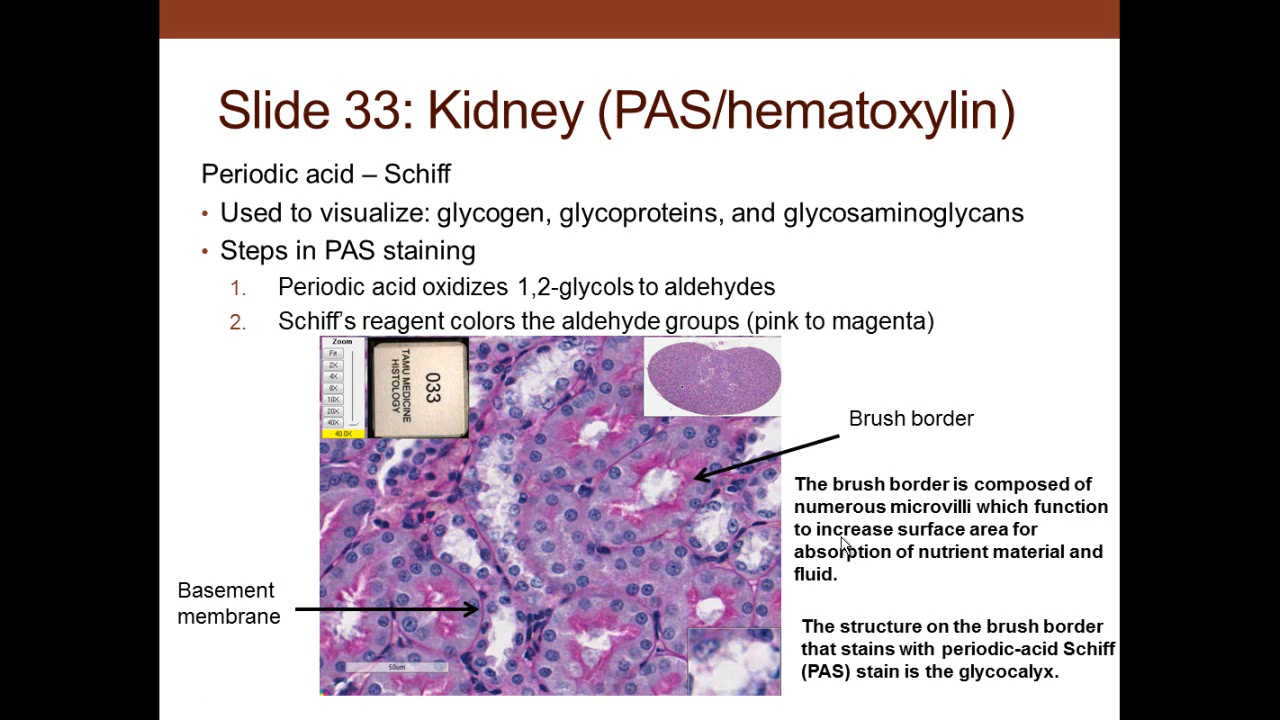 Slide 33: Kidney (PAS/hematoxylin)
Periodic acid – Schiff
• Used to visualize: glycogen, glycoproteins, and glycosaminoglycans
• Steps in PAS staining
1. Periodic acid oxidizes 1,2-glycols to aldehydes
2. Schiff's reagent colors the aldehyde groups (pink to magenta)
Zoom
Fit
2X
4X
8X
10X
20X
40X
40.0X
033
TAMU MEDICINE
HISTOLOGY
Brush border
The brush border is composed of
numerous microvilli which function
to increase surface area for
absorption of nutrient material and
fluid.
Basement
membrane
The structure on the brush border
that stains with periodic-acid Schiff
(PAS) stain is the glycocalyx.
50um